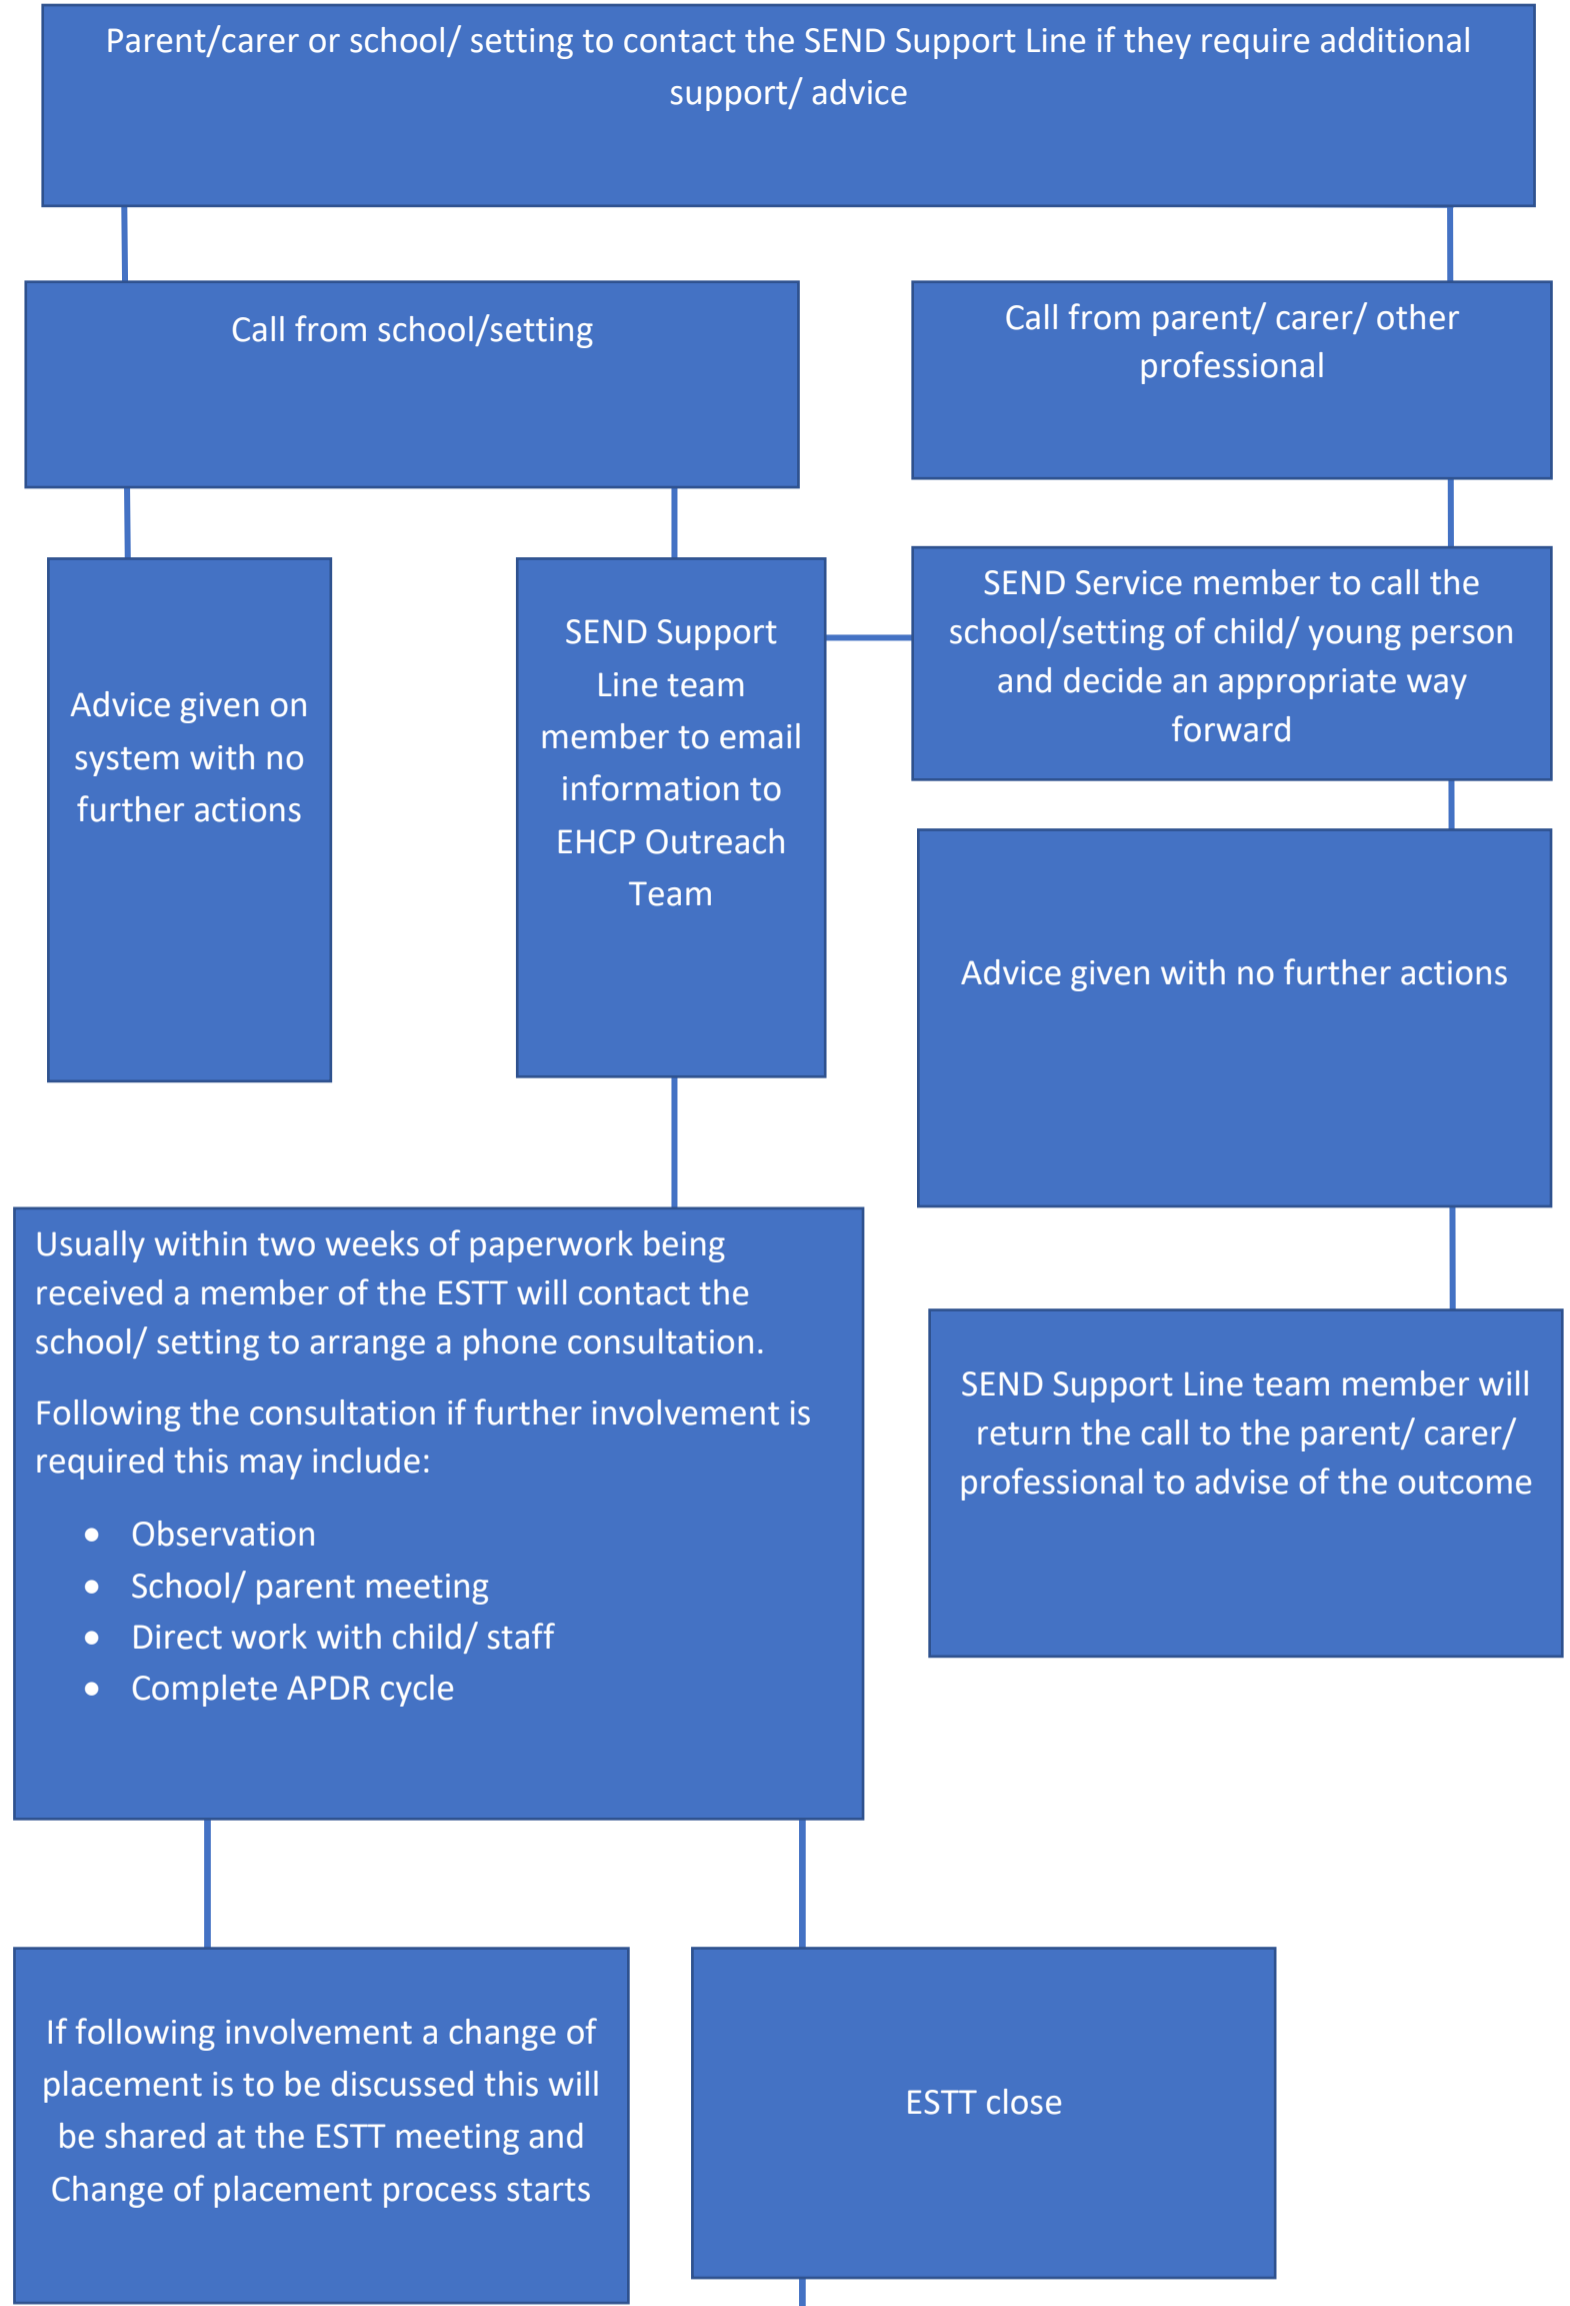 Parent/carer or school/ setting to contact the SEND Support Line if they require additional
support/ advice
Call from school/setting
Call from parent/ carer/ other
professional
Advice given on
system with no
further actions
SEND Support
Line team
member to email
information to
EHCP Outreach
Team
SEND Service member to call the
school/setting of child/ young person
and decide an appropriate way
forward
Advice given with no further actions
Usually within two weeks of paperwork being
received a member of the ESTT will contact the
school/ setting to arrange a phone consultation.
Following the consultation if further involvement is
required this may include:
• Observation
• School/ parent meeting
• Direct work with child/ staff
• Complete APDR cycle
SEND Support Line team member will
return the call to the parent/ carer/
professional to advise of the outcome
If following involvement a change of
placement is to be discussed this will
be shared at the ESTT meeting and
Change of placement process starts
ESTT close